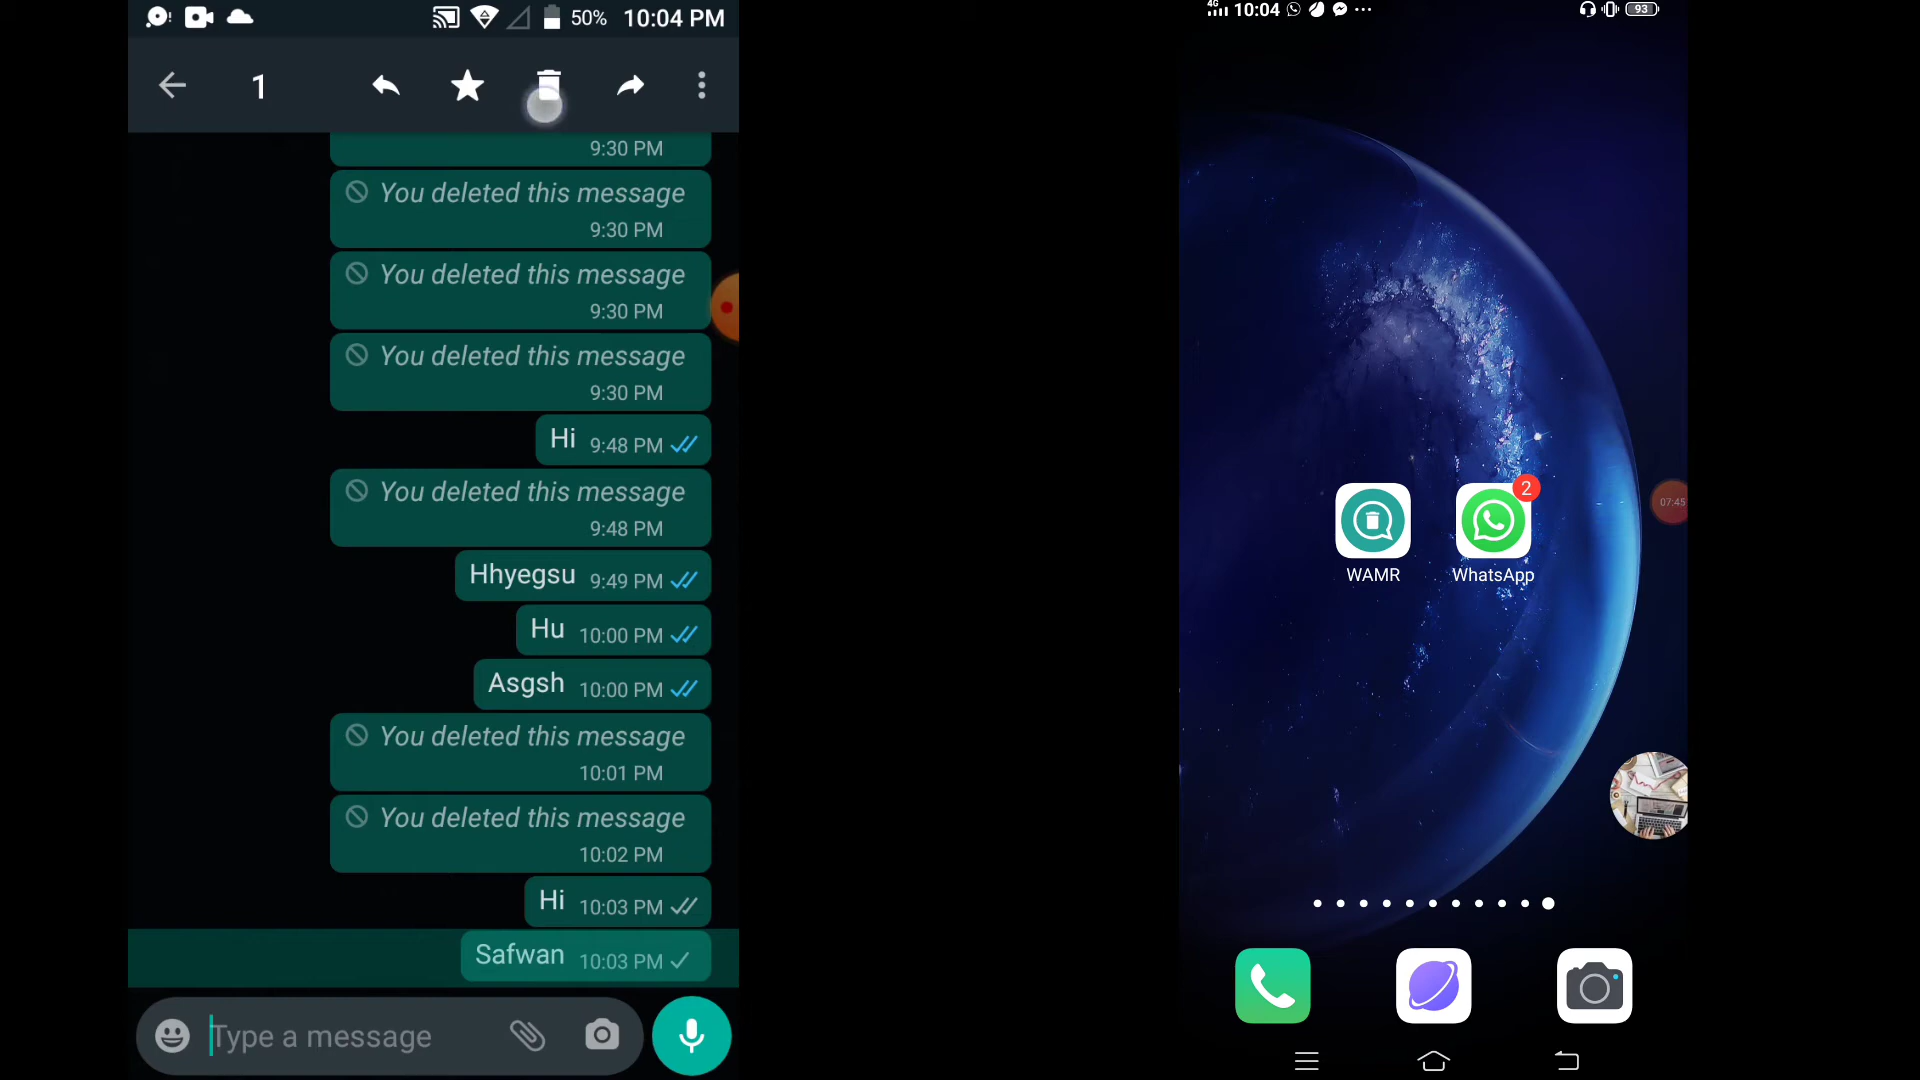 50% 10:04 PM
1
9:30 PM
You deleted this message
9:30 PM
You deleted this message
9:30 PM
You deleted this message
9:30 PM
Hi 9:48 PM
You deleted this message
9:48 PM
Hhyegsu 9:49 PM
Hu 10:00 PM
Asgsh 10:00 PM
You deleted this message
10:01 PM
You deleted this message
10:02 PM
Hi 10:03 PM
Safwan 10:03 PM
Type a message
4G 10:04 93
2
WAMR WhatsApp
07:45